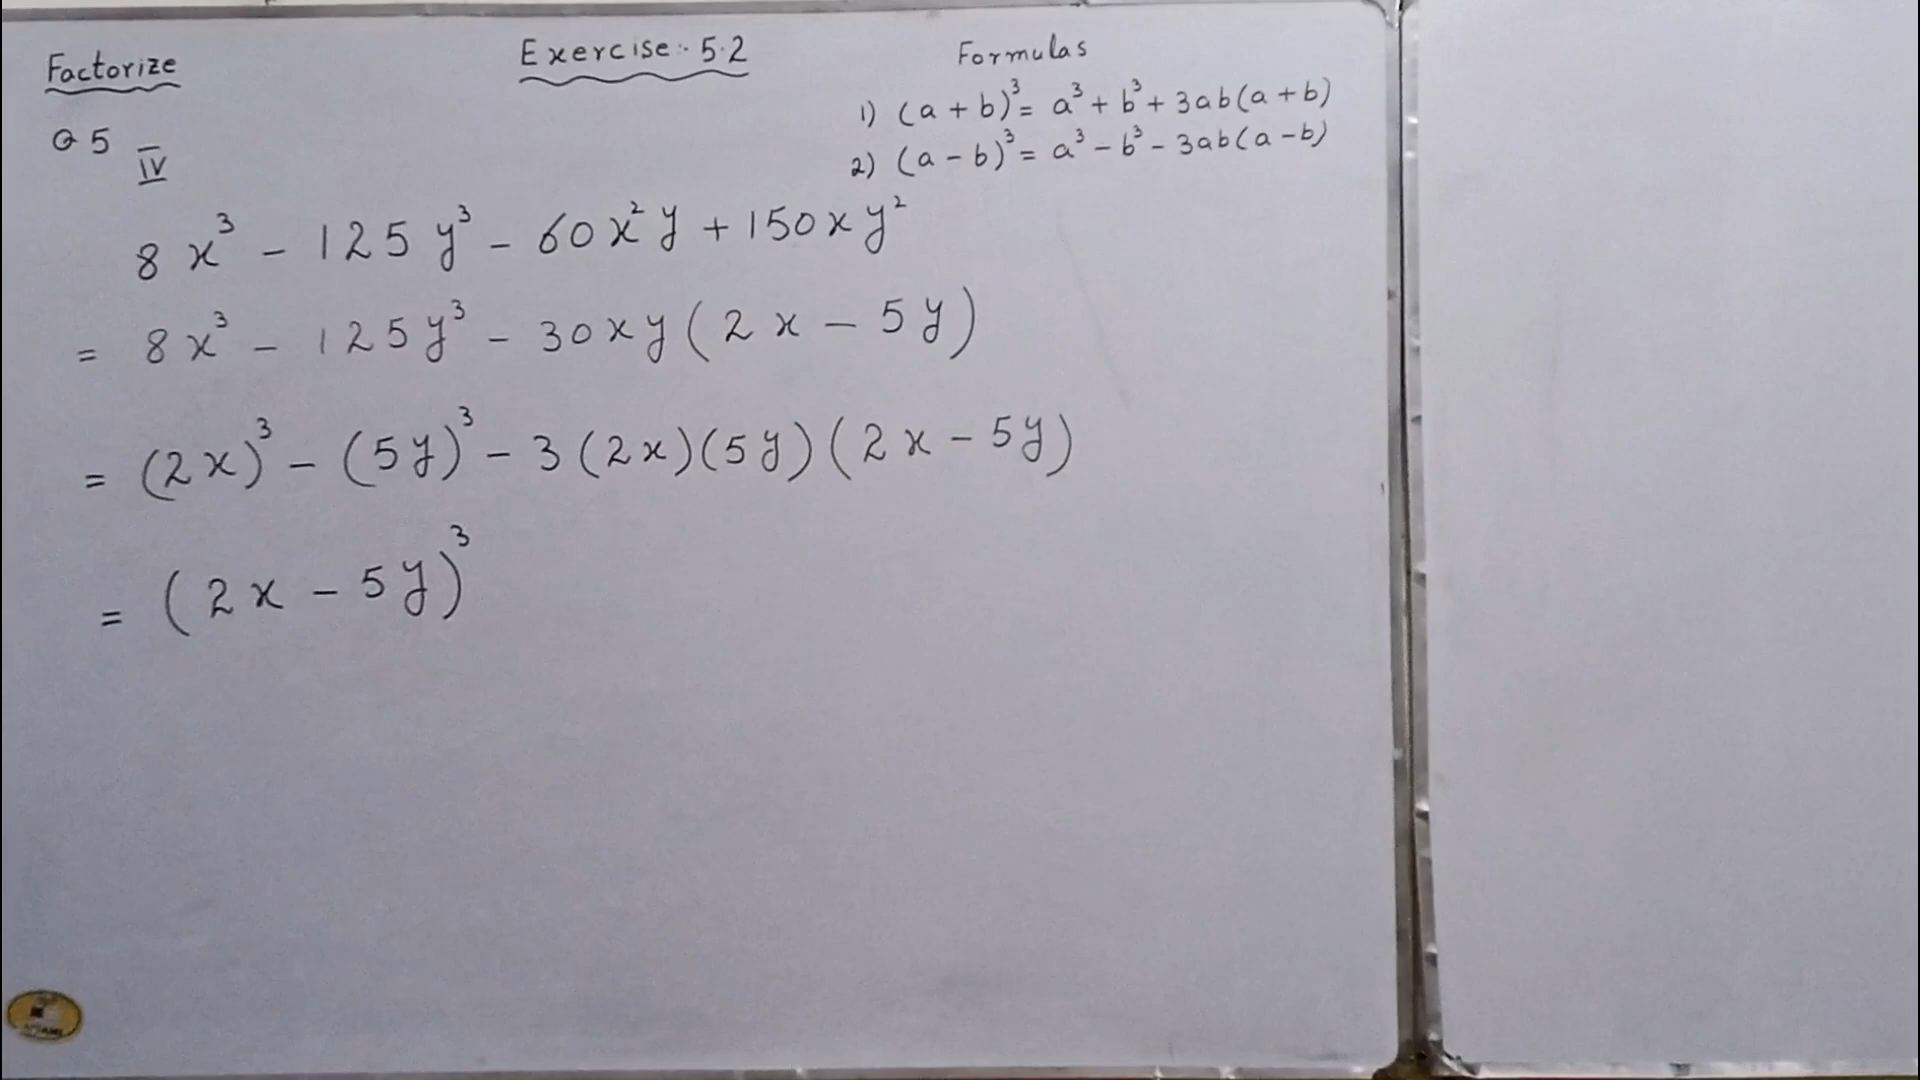 Factorize
Exercise:- 5.2
Formulas
1) (a + b)³ = a³ + b³ + 3ab(a + b)
2) (a - b)³ = a³ - b³ - 3ab(a - b)
Q 5
IV
8x³ - 125y³ - 60x²y + 150xy²
= 8x³ - 125y³ - 30xy(2x - 5y)
= (2x)³ - (5y)³ - 3(2x)(5y)(2x - 5y)
= (2x - 5y)³